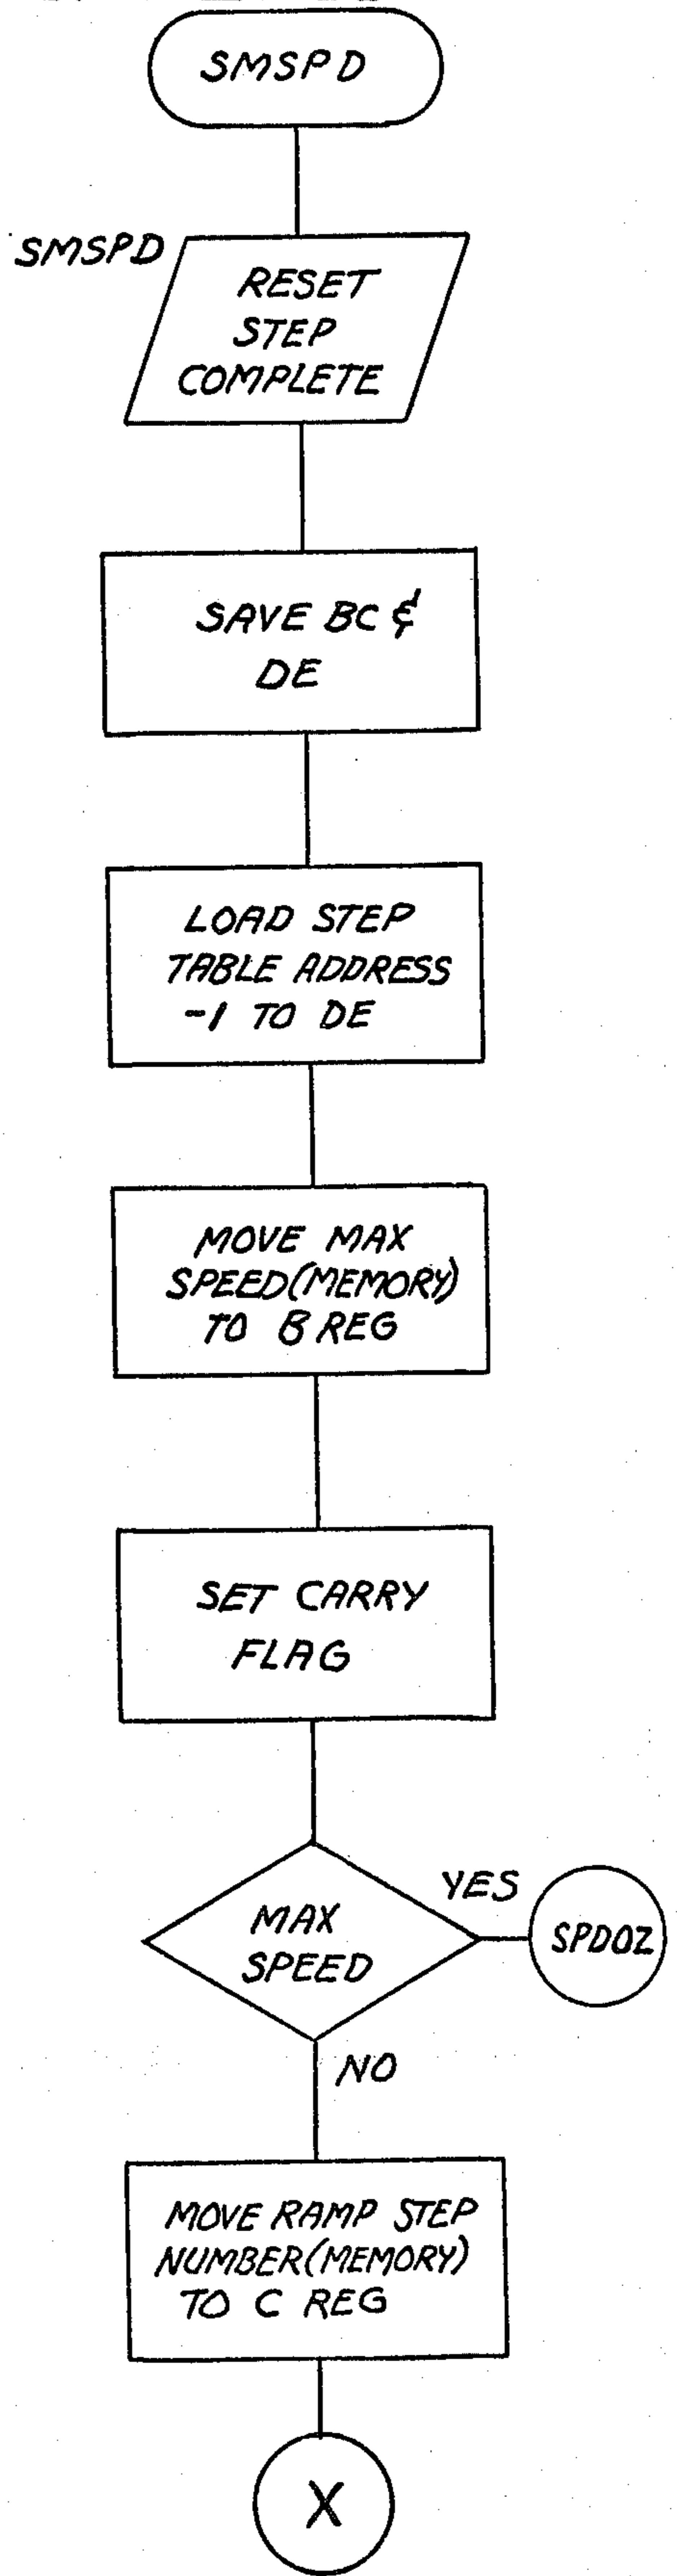 SMSPD
SMSPD
RESET
STEP
COMPLETE
SAVE BC &
DE
LOAD STEP
TABLE ADDRESS
-1 TO DE
MOVE MAX
SPEED(MEMORY)
TO B REG
SET CARRY
FLAG
MAX
SPEED
YES
SPD02
NO
MOVE RAMP STEP
NUMBER(MEMORY)
TO C REG
X